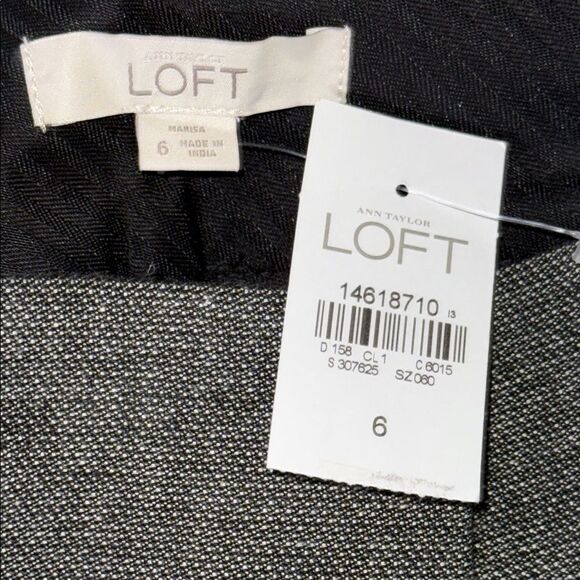 ANN TAYLOR
LOFT
MARISA
6 MADE IN
INDIA
ANN TAYLOR
LOFT
14618710 13
D 158 CL 1 C 6015
S 307625 SZ 060
6